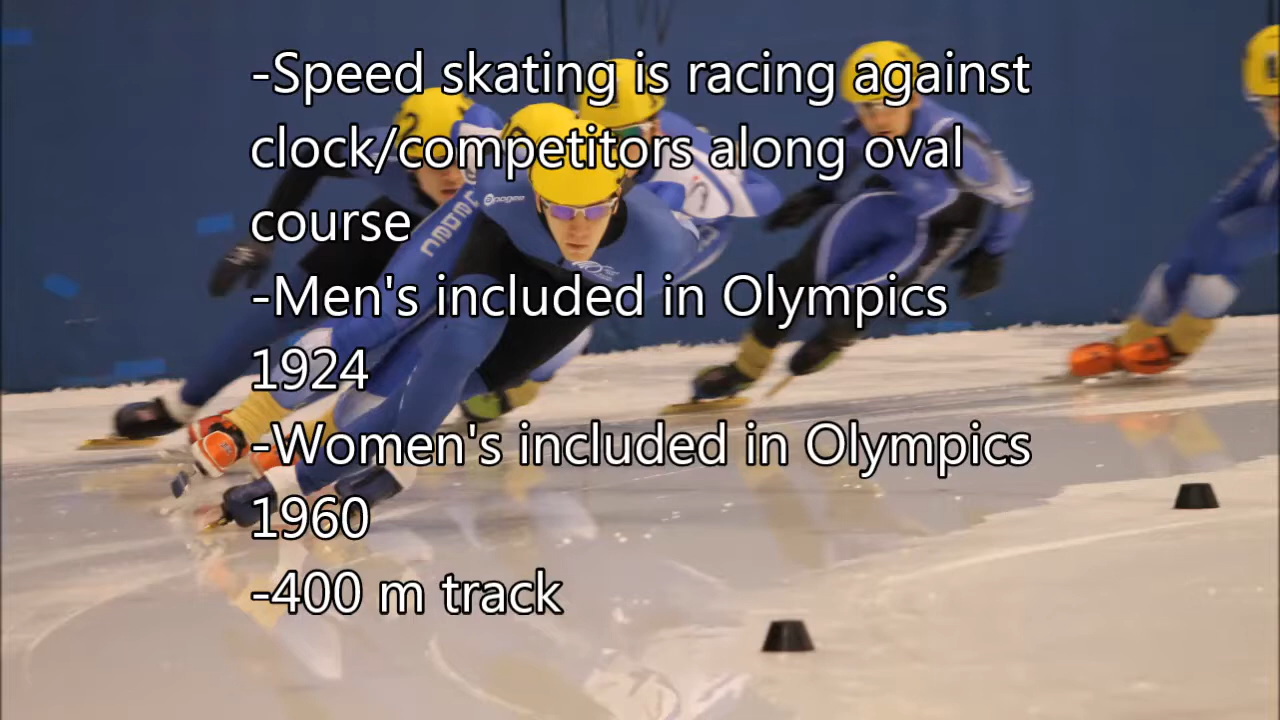 -Speed skating is racing against
clock/competitors along oval
course
-Men's included in Olympics
1924
-Women's included in Olympics
1960
-400 m track
apogee